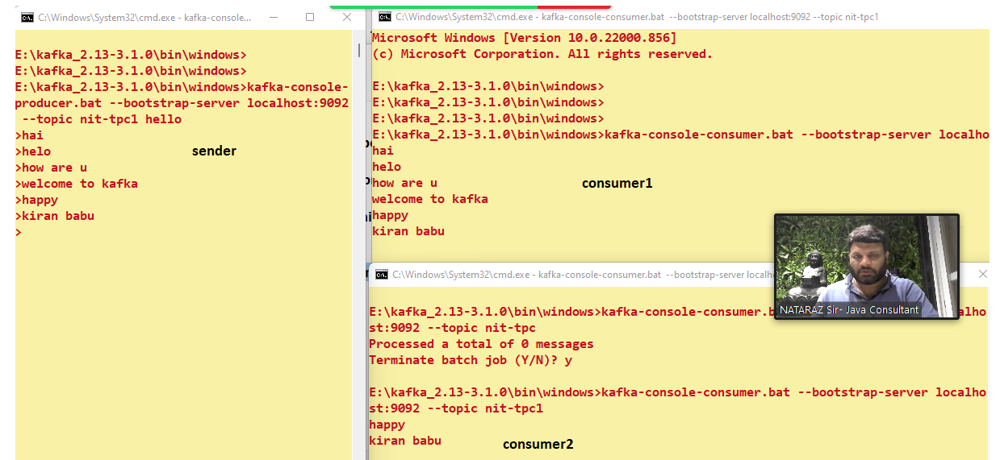 C:\Windows\System32\cmd.exe - kafka-console...
E:\kafka_2.13-3.1.0\bin\windows>
E:\kafka_2.13-3.1.0\bin\windows>
E:\kafka_2.13-3.1.0\bin\windows>kafka-console-
producer.bat --bootstrap-server localhost:9092
--topic nit-tpc1 hello
>hai
>helo
>how are u
>welcome to kafka
>happy
>kiran babu
>
sender
C:\Windows\System32\cmd.exe - kafka-console-consumer.bat --bootstrap-server localhost:9092 --topic nit-tpc1
Microsoft Windows [Version 10.0.22000.856]
(c) Microsoft Corporation. All rights reserved.
E:\kafka_2.13-3.1.0\bin\windows>
E:\kafka_2.13-3.1.0\bin\windows>
E:\kafka_2.13-3.1.0\bin\windows>
E:\kafka_2.13-3.1.0\bin\windows>kafka-console-consumer.bat --bootstrap-server localho
hai
helo
how are u
welcome to kafka
happy
kiran babu
consumer1
NATARAZ Sir- Java Consultant
C:\Windows\System32\cmd.exe - kafka-console-consumer.bat --bootstrap-server localh
E:\kafka_2.13-3.1.0\bin\windows>kafka-console-consumer.b alho
st:9092 --topic nit-tpc
Processed a total of 0 messages
Terminate batch job (Y/N)? y
E:\kafka_2.13-3.1.0\bin\windows>kafka-console-consumer.bat --bootstrap-server localho
st:9092 --topic nit-tpc1
happy
kiran babu
consumer2